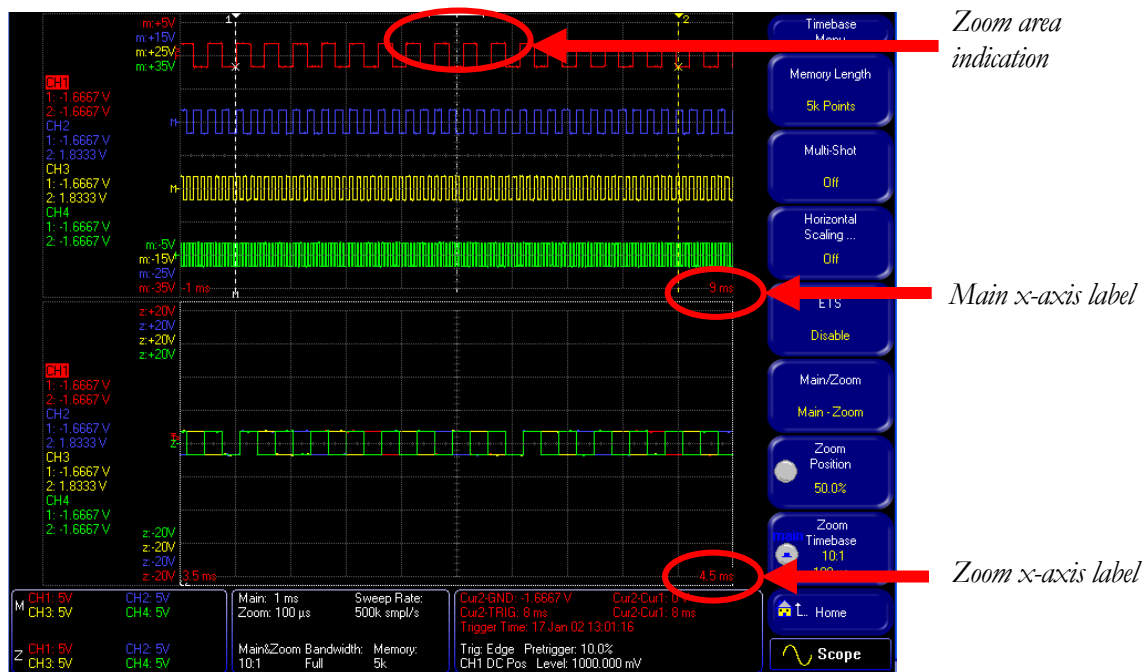 m:+5V
m:+15V
m:+25V
m:+35V
1
2
CH1
1: -1.6667 V
2: -1.6667 V
CH2
1: -1.6667 V
2: 1.8333 V
CH3
1: -1.6667 V
2: 1.8333 V
CH4
1: -1.6667 V
2: -1.6667 V
M
M
m:-5V
m:-15V
m:-25V
m:-35V
-1 ms
9 ms
M
z:+20V
z:+20V
z:+20V
z:+20V
CH1
1: -1.6667 V
2: -1.6667 V
CH2
1: -1.6667 V
2: 1.8333 V
CH3
1: -1.6667 V
2: 1.8333 V
CH4
1: -1.6667 V
2: -1.6667 V
Z
z:-20V
z:-20V
z:-20V
z:-20V
3.5 ms
4.5 ms
M CH1: 5V CH2: 5V
CH3: 5V CH4: 5V
Z CH1: 5V CH2: 5V
CH3: 5V CH4: 5V
Main: 1 ms Sweep Rate:
Zoom: 100 µs 500k smpl/s
Main&Zoom Bandwidth: Memory:
10:1 Full 5k
Cur2-GND: -1.6667 V Cur2-Cur1: 0 V
Cur2-TRIG: 8 ms Cur2-Cur1: 8 ms
Trigger Time: 17 Jan 02 13:01:16
Trig: Edge Pretrigger: 10.0%
CH1 DC Pos Level: 1000.000 mV
Timebase
Menu
Memory Length
5k Points
Multi-Shot
Off
Horizontal
Scaling ...
Off
ETS
Disable
Main/Zoom
Main - Zoom
Zoom
Position
50.0%
Zoom
Timebase
10:1
Home
Scope
Zoom area
indication
Main x-axis label
Zoom x-axis label